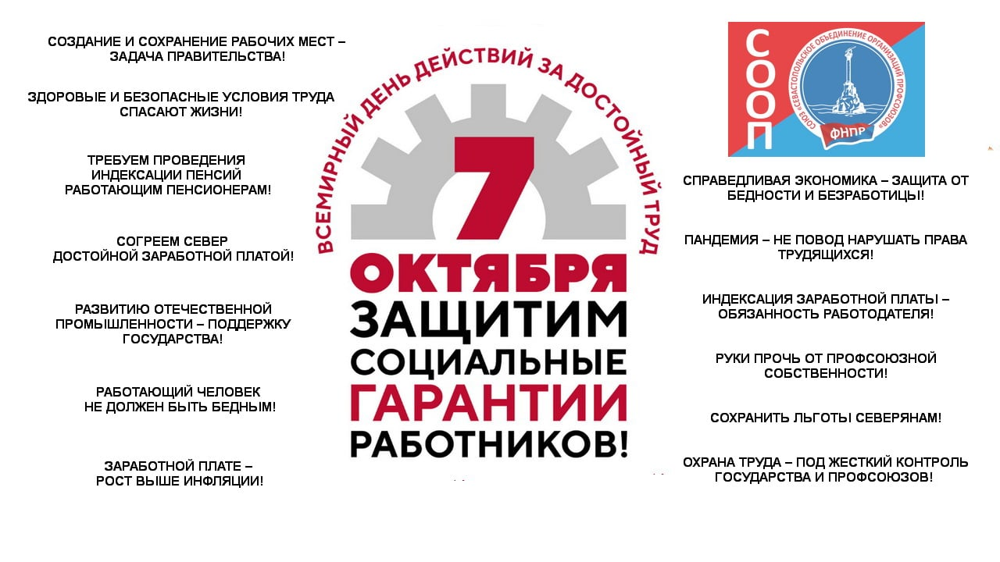 СОЗДАНИЕ И СОХРАНЕНИЕ РАБОЧИХ МЕСТ –
ЗАДАЧА ПРАВИТЕЛЬСТВА!
ЗДОРОВЫЕ И БЕЗОПАСНЫЕ УСЛОВИЯ ТРУДА
СПАСАЮТ ЖИЗНИ!
ТРЕБУЕМ ПРОВЕДЕНИЯ
ИНДЕКСАЦИИ ПЕНСИЙ
РАБОТАЮЩИМ ПЕНСИОНЕРАМ!
СОГРЕЕМ СЕВЕР
ДОСТОЙНОЙ ЗАРАБОТНОЙ ПЛАТОЙ!
РАЗВИТИЮ ОТЕЧЕСТВЕННОЙ
ПРОМЫШЛЕННОСТИ – ПОДДЕРЖКУ
ГОСУДАРСТВА!
РАБОТАЮЩИЙ ЧЕЛОВЕК
НЕ ДОЛЖЕН БЫТЬ БЕДНЫМ!
ЗАРАБОТНОЙ ПЛАТЕ –
РОСТ ВЫШЕ ИНФЛЯЦИИ!
ВСЕМИРНЫЙ ДЕНЬ ДЕЙСТВИЙ ЗА ДОСТОЙНЫЙ ТРУД
7
ОКТЯБРЯ
ЗАЩИТИМ
СОЦИАЛЬНЫЕ
ГАРАНТИИ
РАБОТНИКОВ!
СООП
СОЮЗ «СЕВАСТОПОЛЬСКОЕ ОБЪЕДИНЕНИЕ ОРГАНИЗАЦИЙ ПРОФСОЮЗОВ»
ФНПР
СПРАВЕДЛИВАЯ ЭКОНОМИКА – ЗАЩИТА ОТ
БЕДНОСТИ И БЕЗРАБОТИЦЫ!
ПАНДЕМИЯ – НЕ ПОВОД НАРУШАТЬ ПРАВА
ТРУДЯЩИХСЯ!
ИНДЕКСАЦИЯ ЗАРАБОТНОЙ ПЛАТЫ –
ОБЯЗАННОСТЬ РАБОТОДАТЕЛЯ!
РУКИ ПРОЧЬ ОТ ПРОФСОЮЗНОЙ
СОБСТВЕННОСТИ!
СОХРАНИТЬ ЛЬГОТЫ СЕВЕРЯНАМ!
ОХРАНА ТРУДА – ПОД ЖЕСТКИЙ КОНТРОЛЬ
ГОСУДАРСТВА И ПРОФСОЮЗОВ!